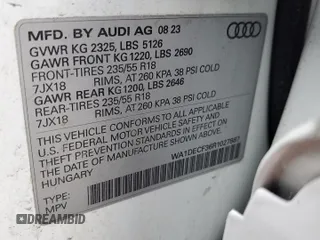 MFD. BY AUDI AG 08 23
GVWR KG 2325, LBS 5126
GAWR FRONT KG 1220, LBS 2690
FRONT-TIRES 235/55 R18
7JX18 RIMS, AT 260 KPA 38 PSI COLD
GAWR REAR KG 1200, LBS 2646
REAR-TIRES 235/55 R18
7JX18 RIMS, AT 260 KPA 38 PSI COLD
THIS VEHICLE CONFORMS TO ALL APPLICABLE
U.S. FEDERAL MOTOR VEHICLE SAFETY AND
THEFT PREVENTION STANDARDS IN EFFECT
ON THE DATE OF MANUFACTURE SHOWN ABOVE
HUNGARY
TYPE:
MPV
DREAMBID